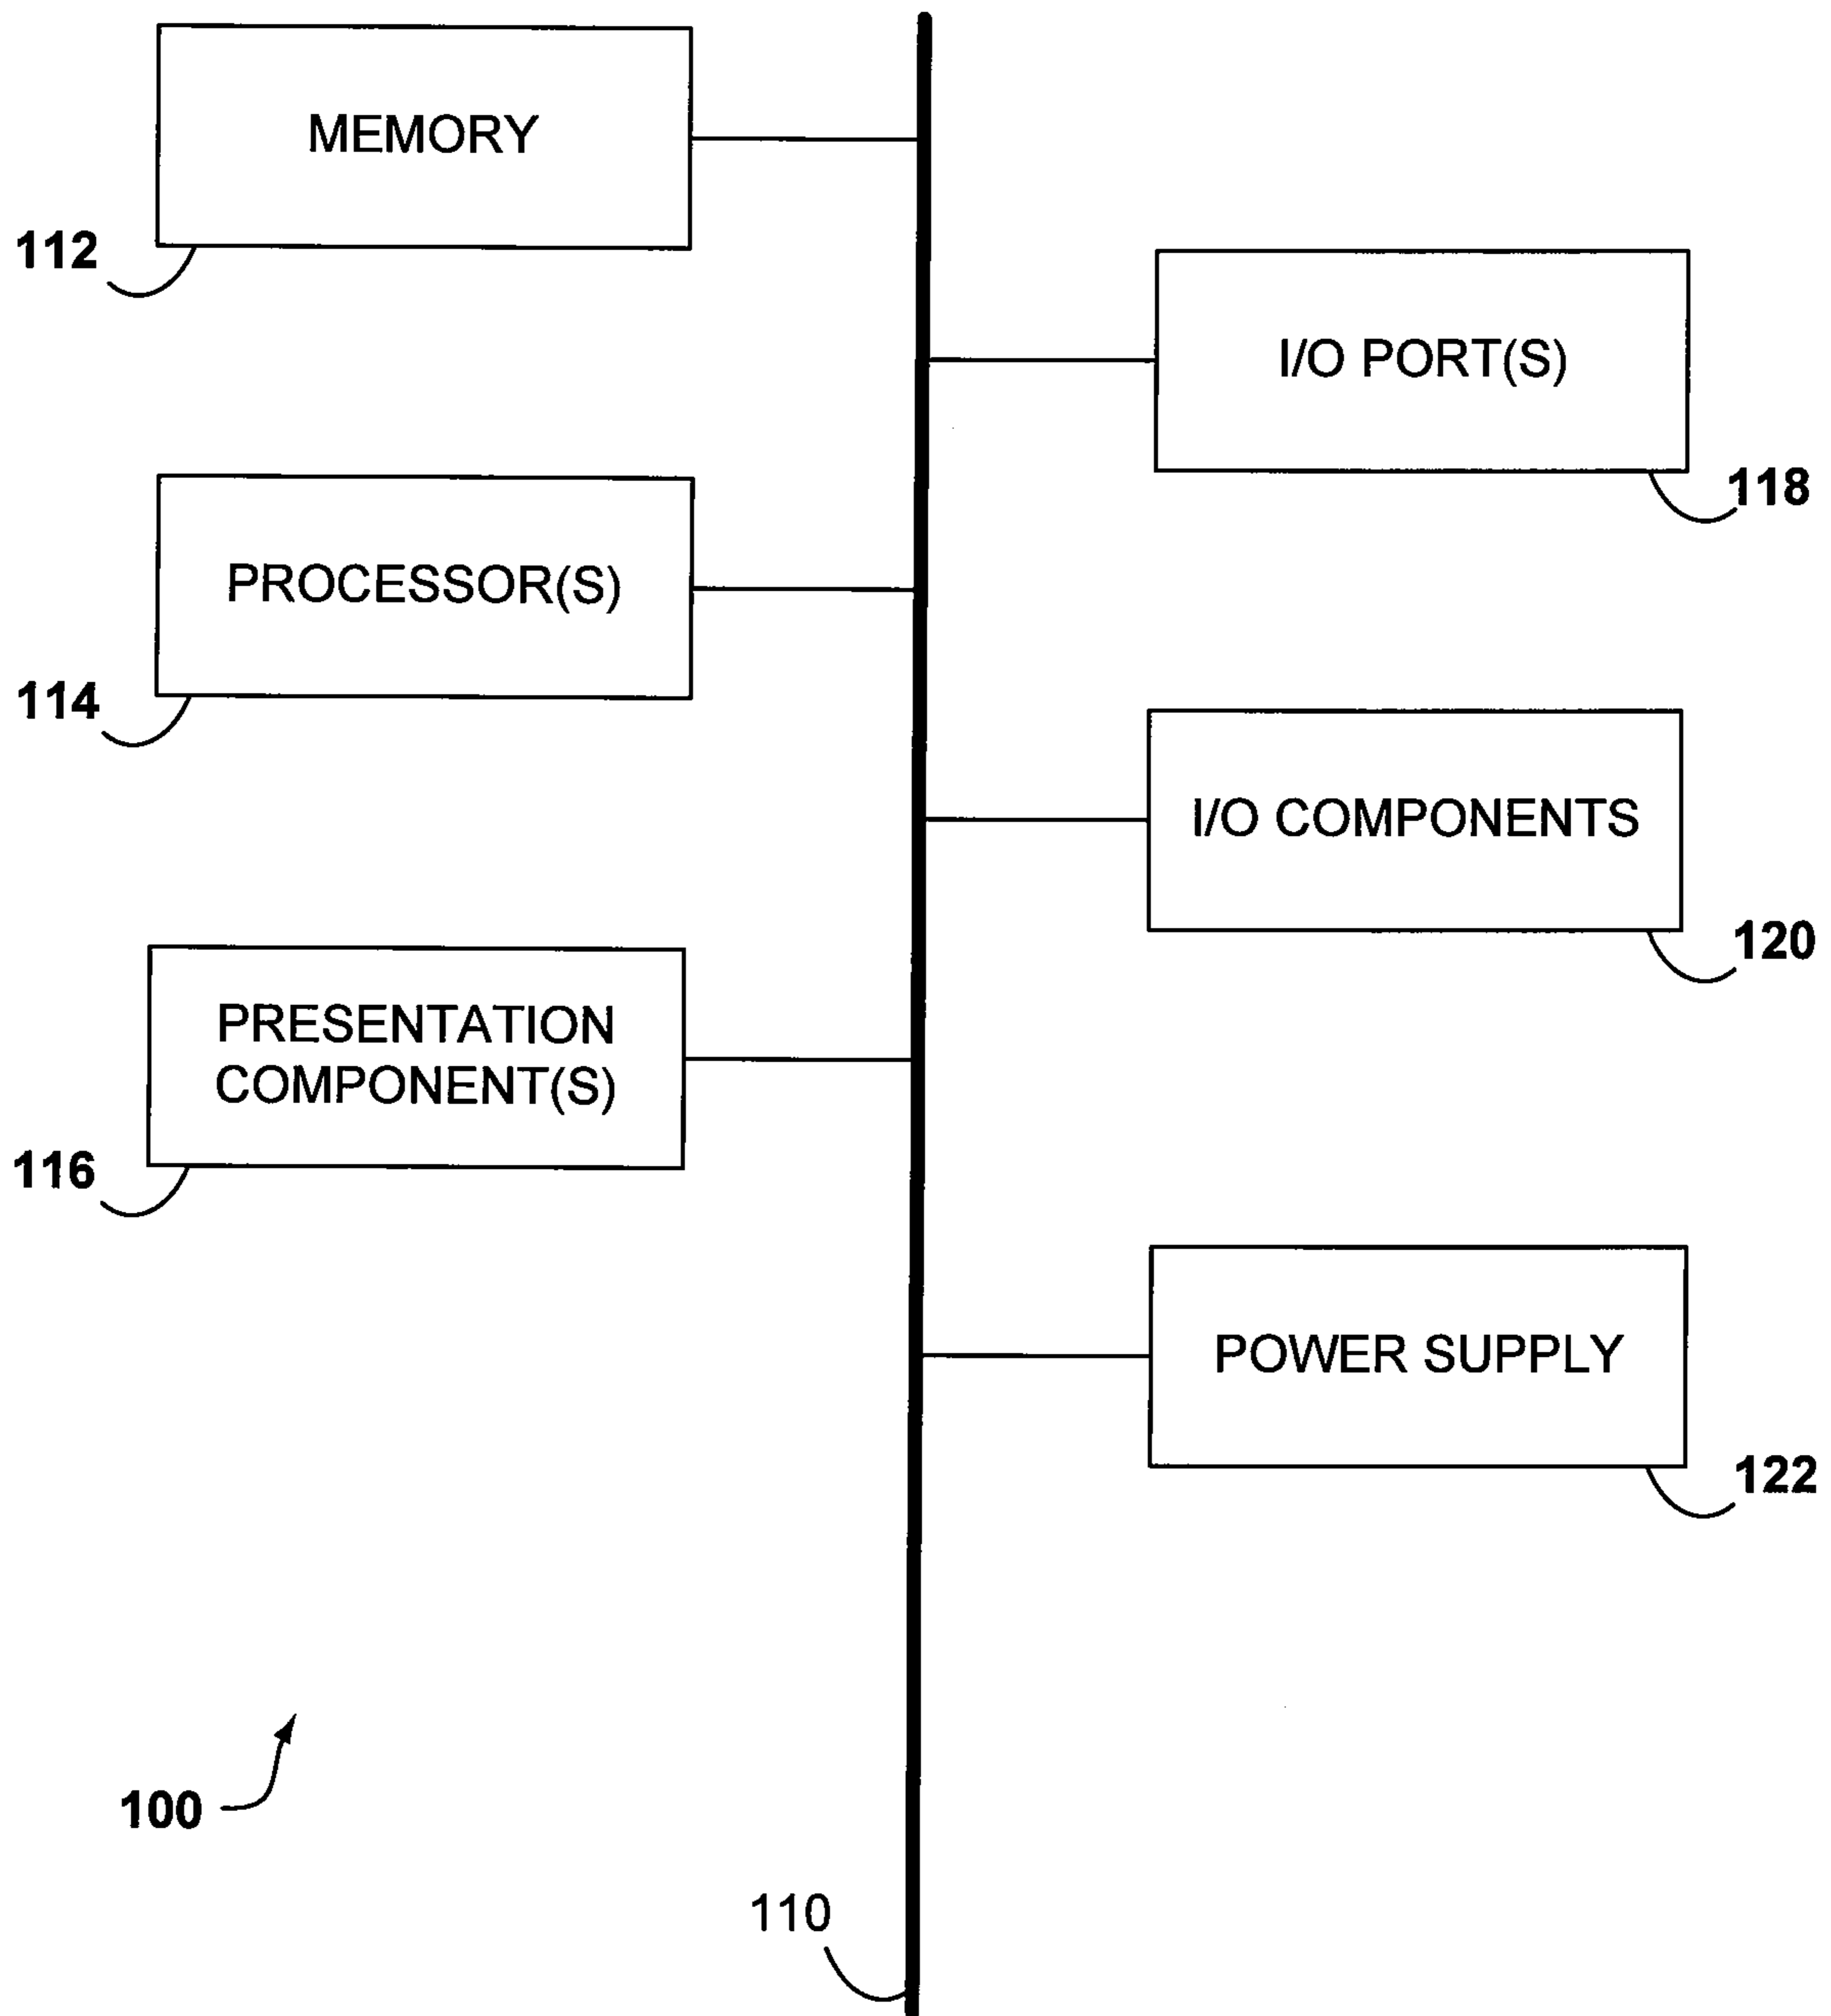 MEMORY
112
I/O PORT(S)
118
PROCESSOR(S)
114
I/O COMPONENTS
120
PRESENTATION
COMPONENT(S)
116
POWER SUPPLY
122
100
110